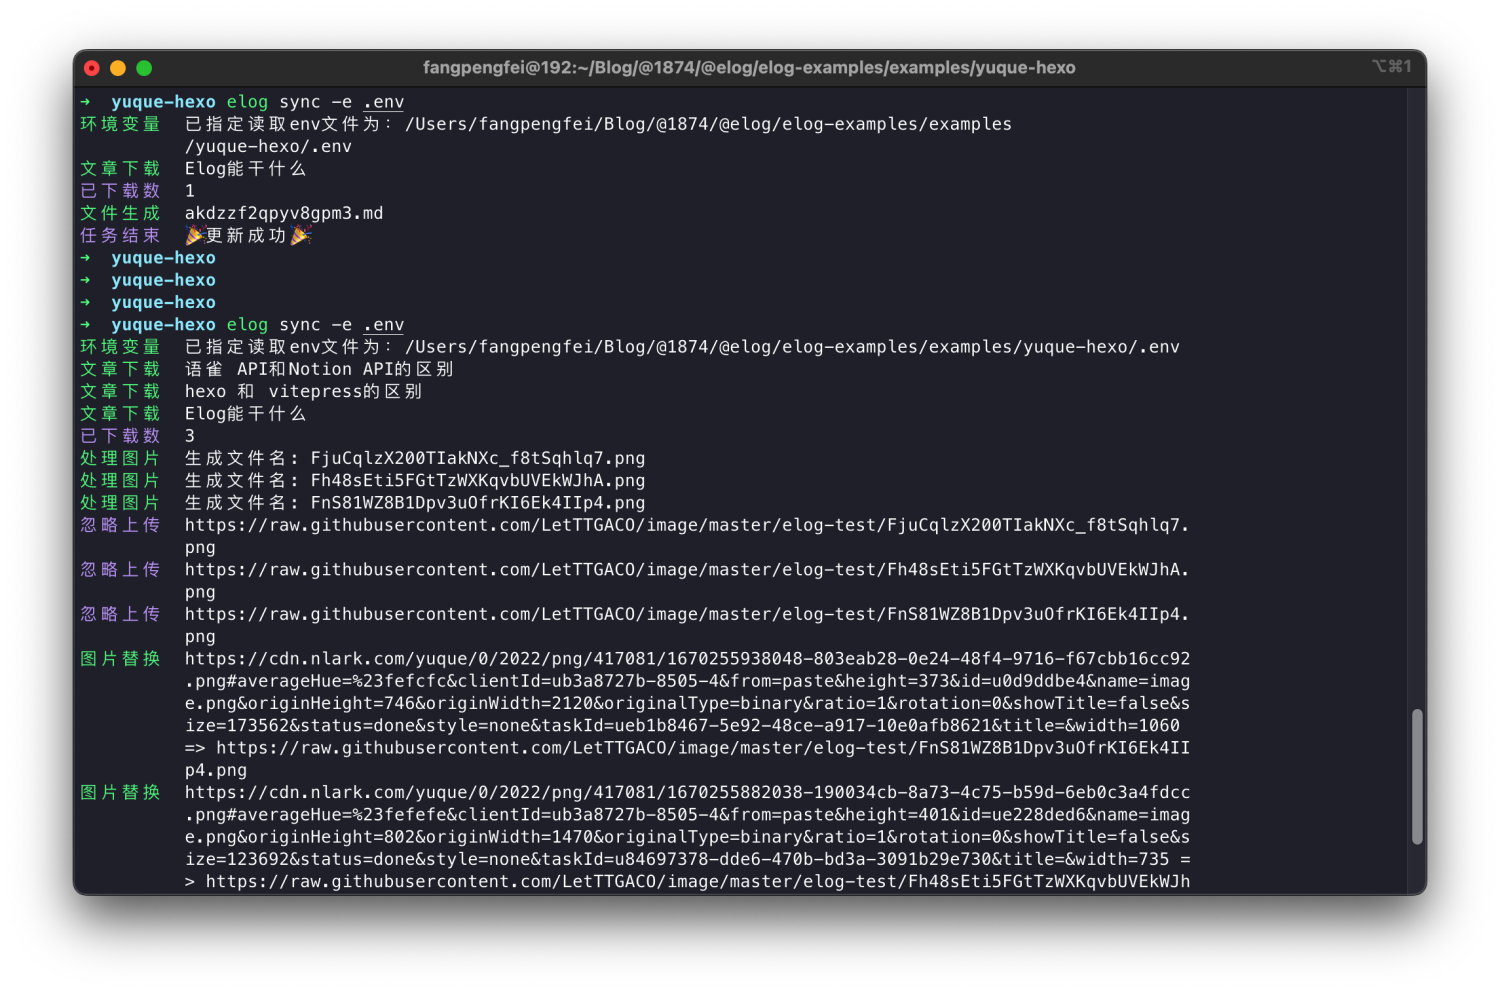 fangpengfei@192:~/Blog/@1874/@elog/elog-examples/examples/yuque-hexo
⌥⌘1
➜ yuque-hexo elog sync -e .env
环境变量 已指定读取env文件为: /Users/fangpengfei/Blog/@1874/@elog/elog-examples/examples
/yuque-hexo/.env
文章下载 Elog能干什么
已下载数 1
文件生成 akdzzf2qpyv8gpm3.md
任务结束 🎉更新成功🎉
➜ yuque-hexo
➜ yuque-hexo
➜ yuque-hexo
➜ yuque-hexo elog sync -e .env
环境变量 已指定读取env文件为: /Users/fangpengfei/Blog/@1874/@elog/elog-examples/examples/yuque-hexo/.env
文章下载 语雀 API和Notion API的区别
文章下载 hexo 和 vitepress的区别
文章下载 Elog能干什么
已下载数 3
处理图片 生成文件名: FjuCqlzX200TIakNXc_f8tSqhlq7.png
处理图片 生成文件名: Fh48sEti5FGtTzWXKqvbUVEkWJhA.png
处理图片 生成文件名: FnS81WZ8B1Dpv3uOfrKI6Ek4IIp4.png
忽略上传 https://raw.githubusercontent.com/LetTTGACO/image/master/elog-test/FjuCqlzX200TIakNXc_f8tSqhlq7.
png
忽略上传 https://raw.githubusercontent.com/LetTTGACO/image/master/elog-test/Fh48sEti5FGtTzWXKqvbUVEkWJhA.
png
忽略上传 https://raw.githubusercontent.com/LetTTGACO/image/master/elog-test/FnS81WZ8B1Dpv3uOfrKI6Ek4IIp4.
png
图片替换 https://cdn.nlark.com/yuque/0/2022/png/417081/1670255938048-803eab28-0e24-48f4-9716-f67cbb16cc92
.png#averageHue=%23fefcfc&clientId=ub3a8727b-8505-4&from=paste&height=373&id=u0d9ddbe4&name=imag
e.png&originHeight=746&originWidth=2120&originalType=binary&ratio=1&rotation=0&showTitle=false&s
ize=173562&status=done&style=none&taskId=ueb1b8467-5e92-48ce-a917-10e0afb8621&title=&width=1060
=> https://raw.githubusercontent.com/LetTTGACO/image/master/elog-test/FnS81WZ8B1Dpv3uOfrKI6Ek4II
p4.png
图片替换 https://cdn.nlark.com/yuque/0/2022/png/417081/1670255882038-190034cb-8a73-4c75-b59d-6eb0c3a4fdcc
.png#averageHue=%23fefefe&clientId=ub3a8727b-8505-4&from=paste&height=401&id=ue228ded6&name=imag
e.png&originHeight=802&originWidth=1470&originalType=binary&ratio=1&rotation=0&showTitle=false&s
ize=123692&status=done&style=none&taskId=u84697378-dde6-470b-bd3a-3091b29e730&title=&width=735 =
> https://raw.githubusercontent.com/LetTTGACO/image/master/elog-test/Fh48sEti5FGtTzWXKqvbUVEkWJh